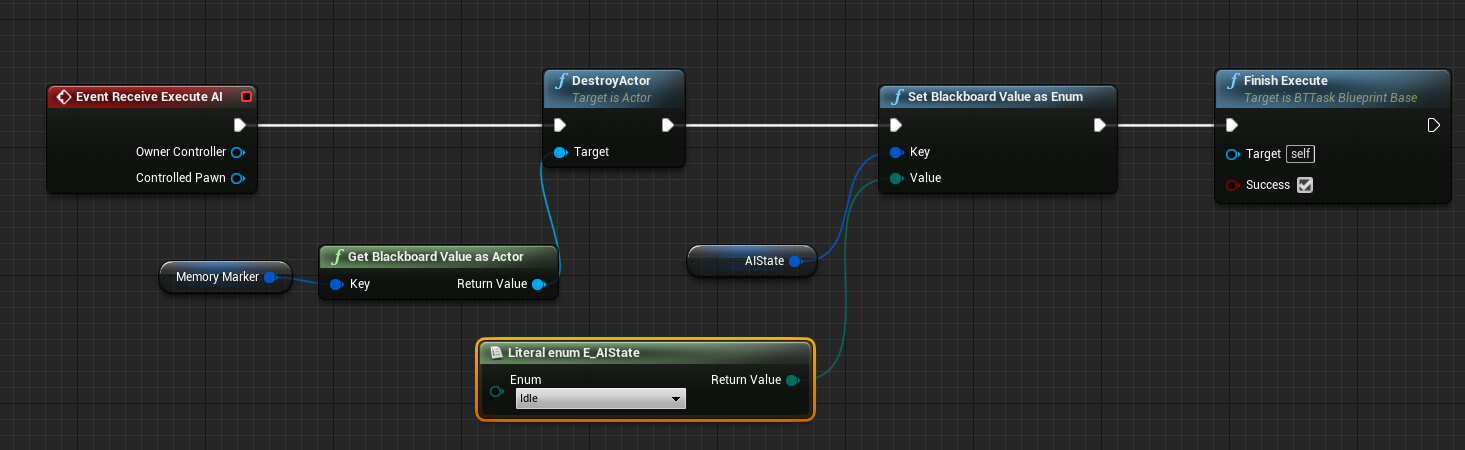 Event Receive Execute AI
Owner Controller
Controlled Pawn
DestroyActor
Target is Actor
Target
Set Blackboard Value as Enum
Key
Value
Finish Execute
Target is BTTask Blueprint Base
Target self
Success
Memory Marker
Get Blackboard Value as Actor
Key Return Value
AIState
Literal enum E_AIState
Enum Return Value
Idle